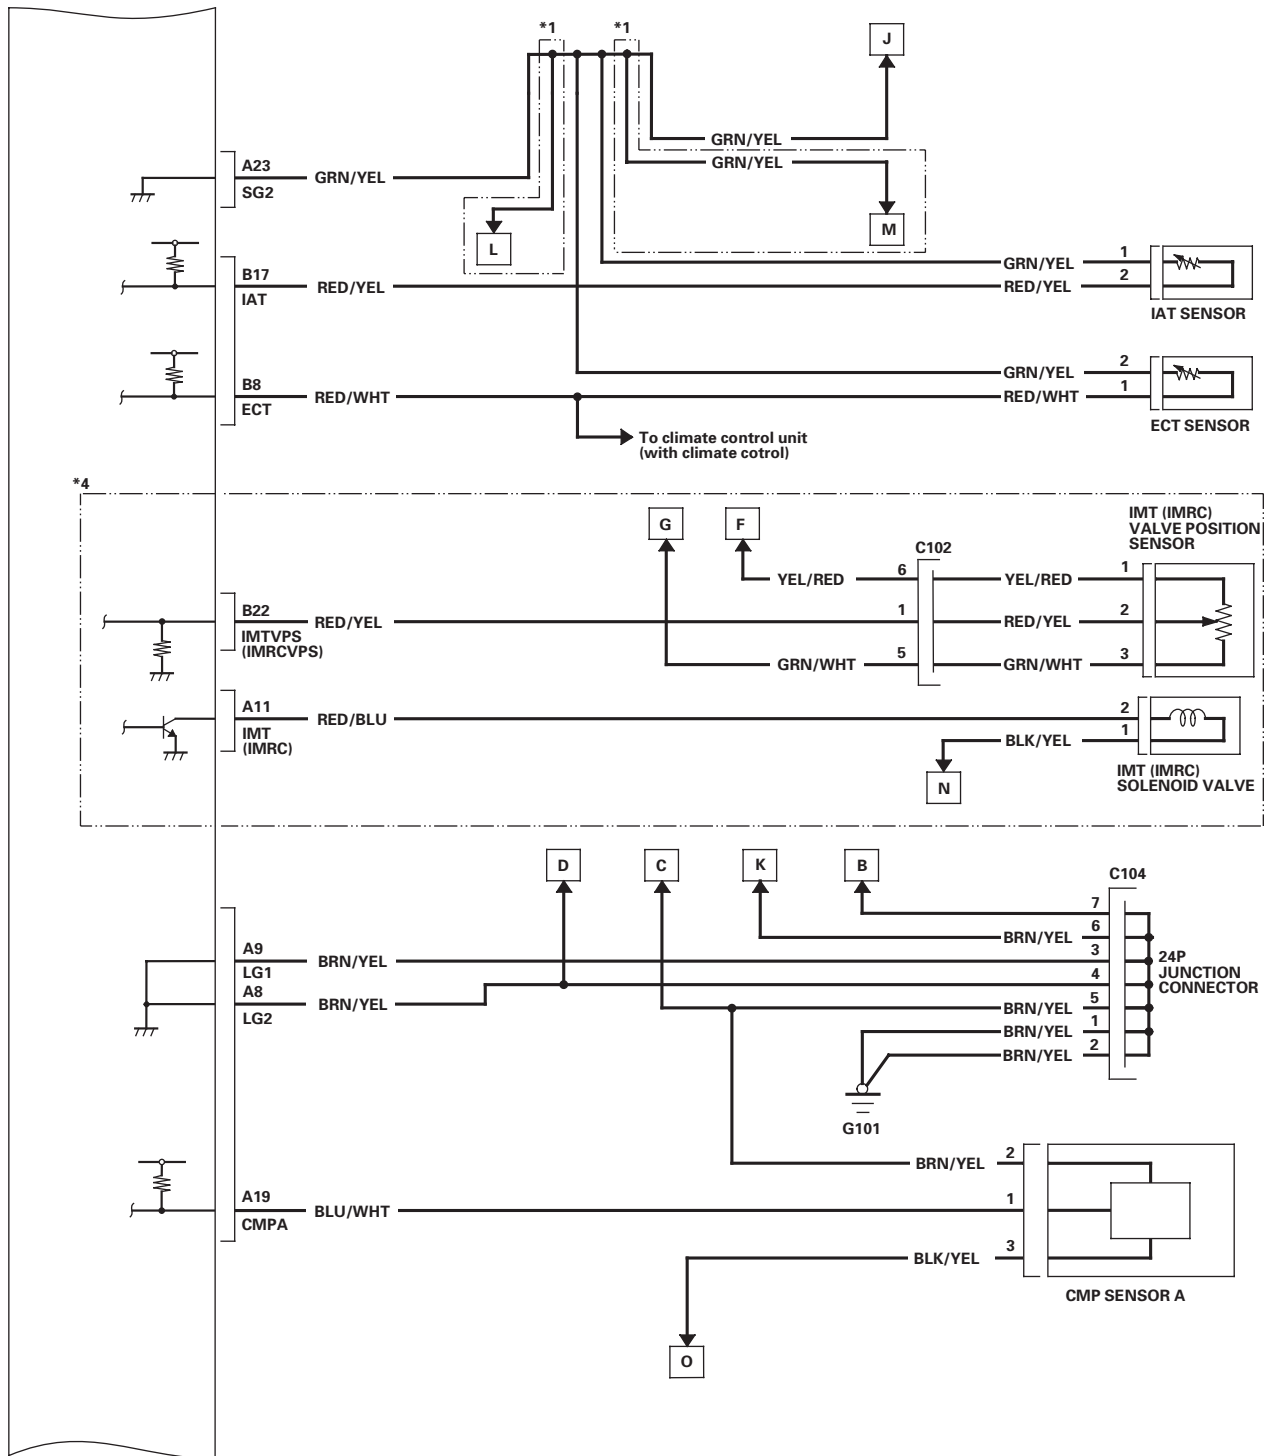 *1
*1
J
GRN/YEL
GRN/YEL
A23
GRN/YEL
SG2
L
M
B17
RED/YEL
IAT
GRN/YEL
1
RED/YEL
2
IAT SENSOR
B8
RED/WHT
ECT
GRN/YEL
2
RED/WHT
1
ECT SENSOR
To climate control unit
(with climate cotrol)
*4
G
F
C102
IMT (IMRC)
VALVE POSITION
SENSOR
YEL/RED
6
YEL/RED
1
B22
RED/YEL
1
RED/YEL
2
IMTVPS
(IMRCVPS)
GRN/WHT
5
GRN/WHT
3
A11
RED/BLU
2
IMT
(IMRC)
BLK/YEL
1
N
IMT (IMRC)
SOLENOID VALVE
D
C
K
B
C104
7
BRN/YEL
6
A9
BRN/YEL
3
LG1
A8
BRN/YEL
4
LG2
BRN/YEL
5
BRN/YEL
1
BRN/YEL
2
24P
JUNCTION
CONNECTOR
G101
BRN/YEL
2
A19
BLU/WHT
1
CMPA
BLK/YEL
3
CMP SENSOR A
O